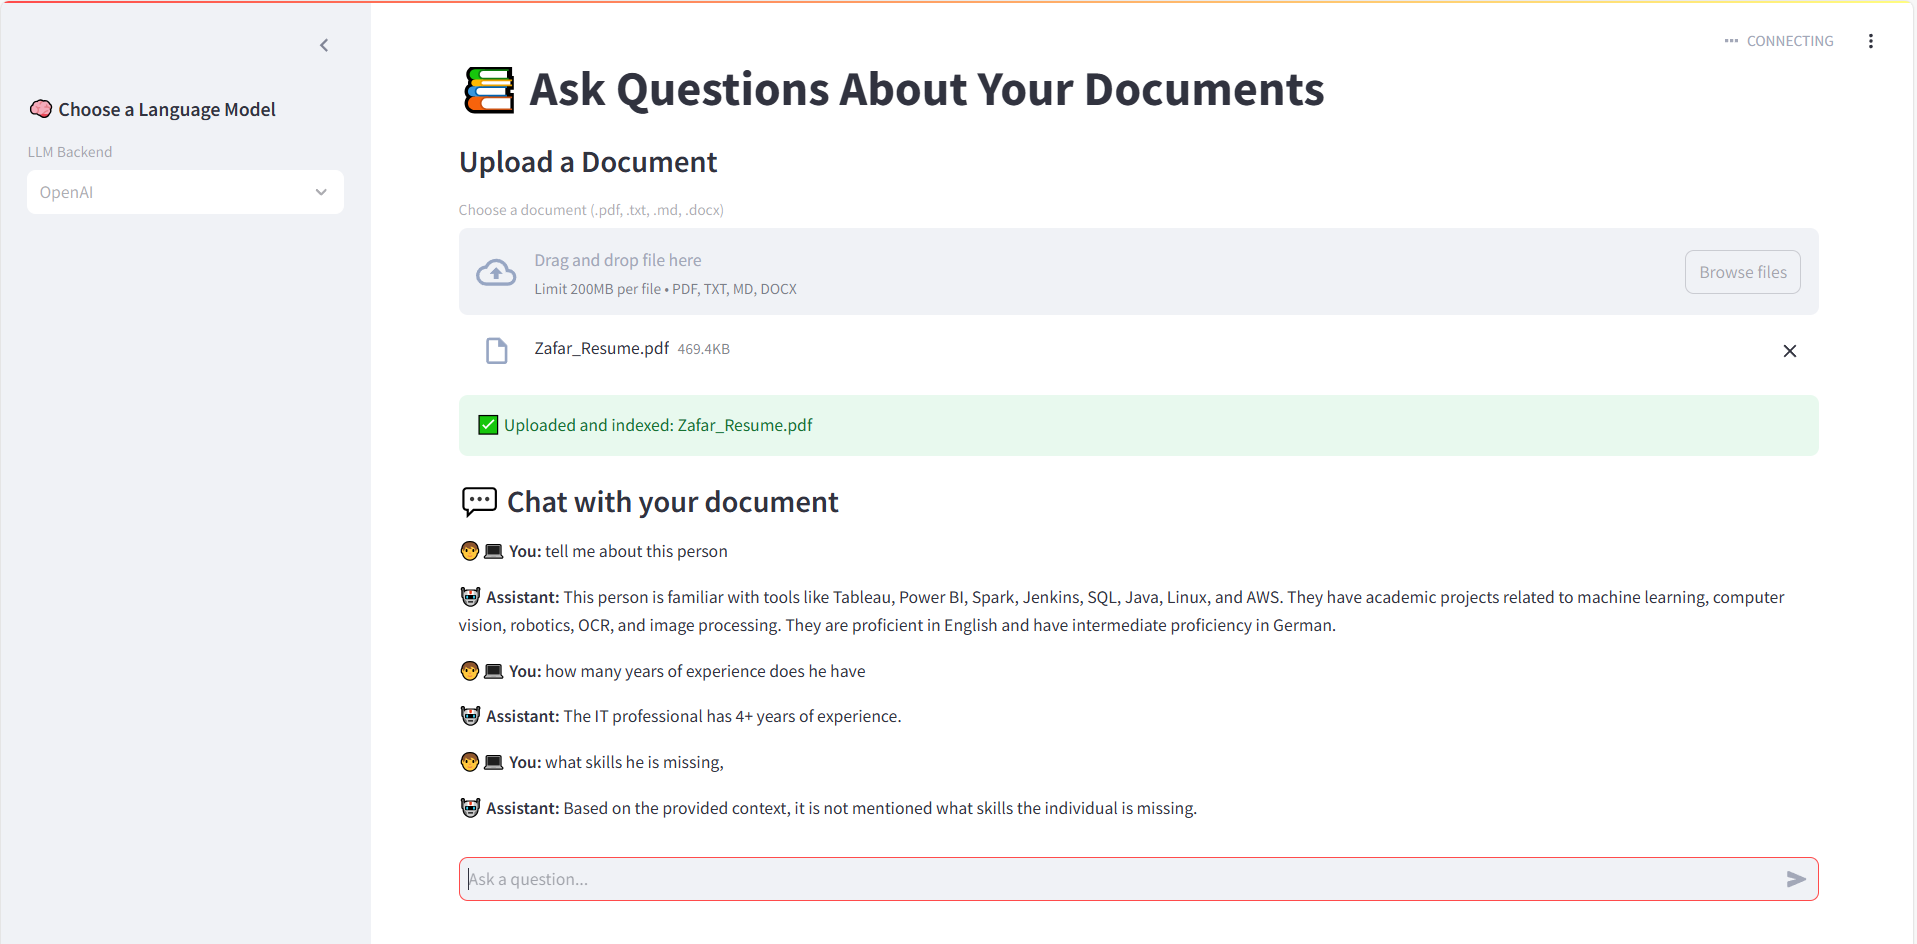 CONNECTING
Choose a Language Model
LLM Backend
OpenAI
Ask Questions About Your Documents
Upload a Document
Choose a document (.pdf, .txt, .md, .docx)
Drag and drop file here
Limit 200MB per file • PDF, TXT, MD, DOCX
Browse files
Zafar_Resume.pdf 469.4KB
Uploaded and indexed: Zafar_Resume.pdf
Chat with your document
You: tell me about this person
Assistant: This person is familiar with tools like Tableau, Power BI, Spark, Jenkins, SQL, Java, Linux, and AWS. They have academic projects related to machine learning, computer
vision, robotics, OCR, and image processing. They are proficient in English and have intermediate proficiency in German.
You: how many years of experience does he have
Assistant: The IT professional has 4+ years of experience.
You: what skills he is missing,
Assistant: Based on the provided context, it is not mentioned what skills the individual is missing.
Ask a question...